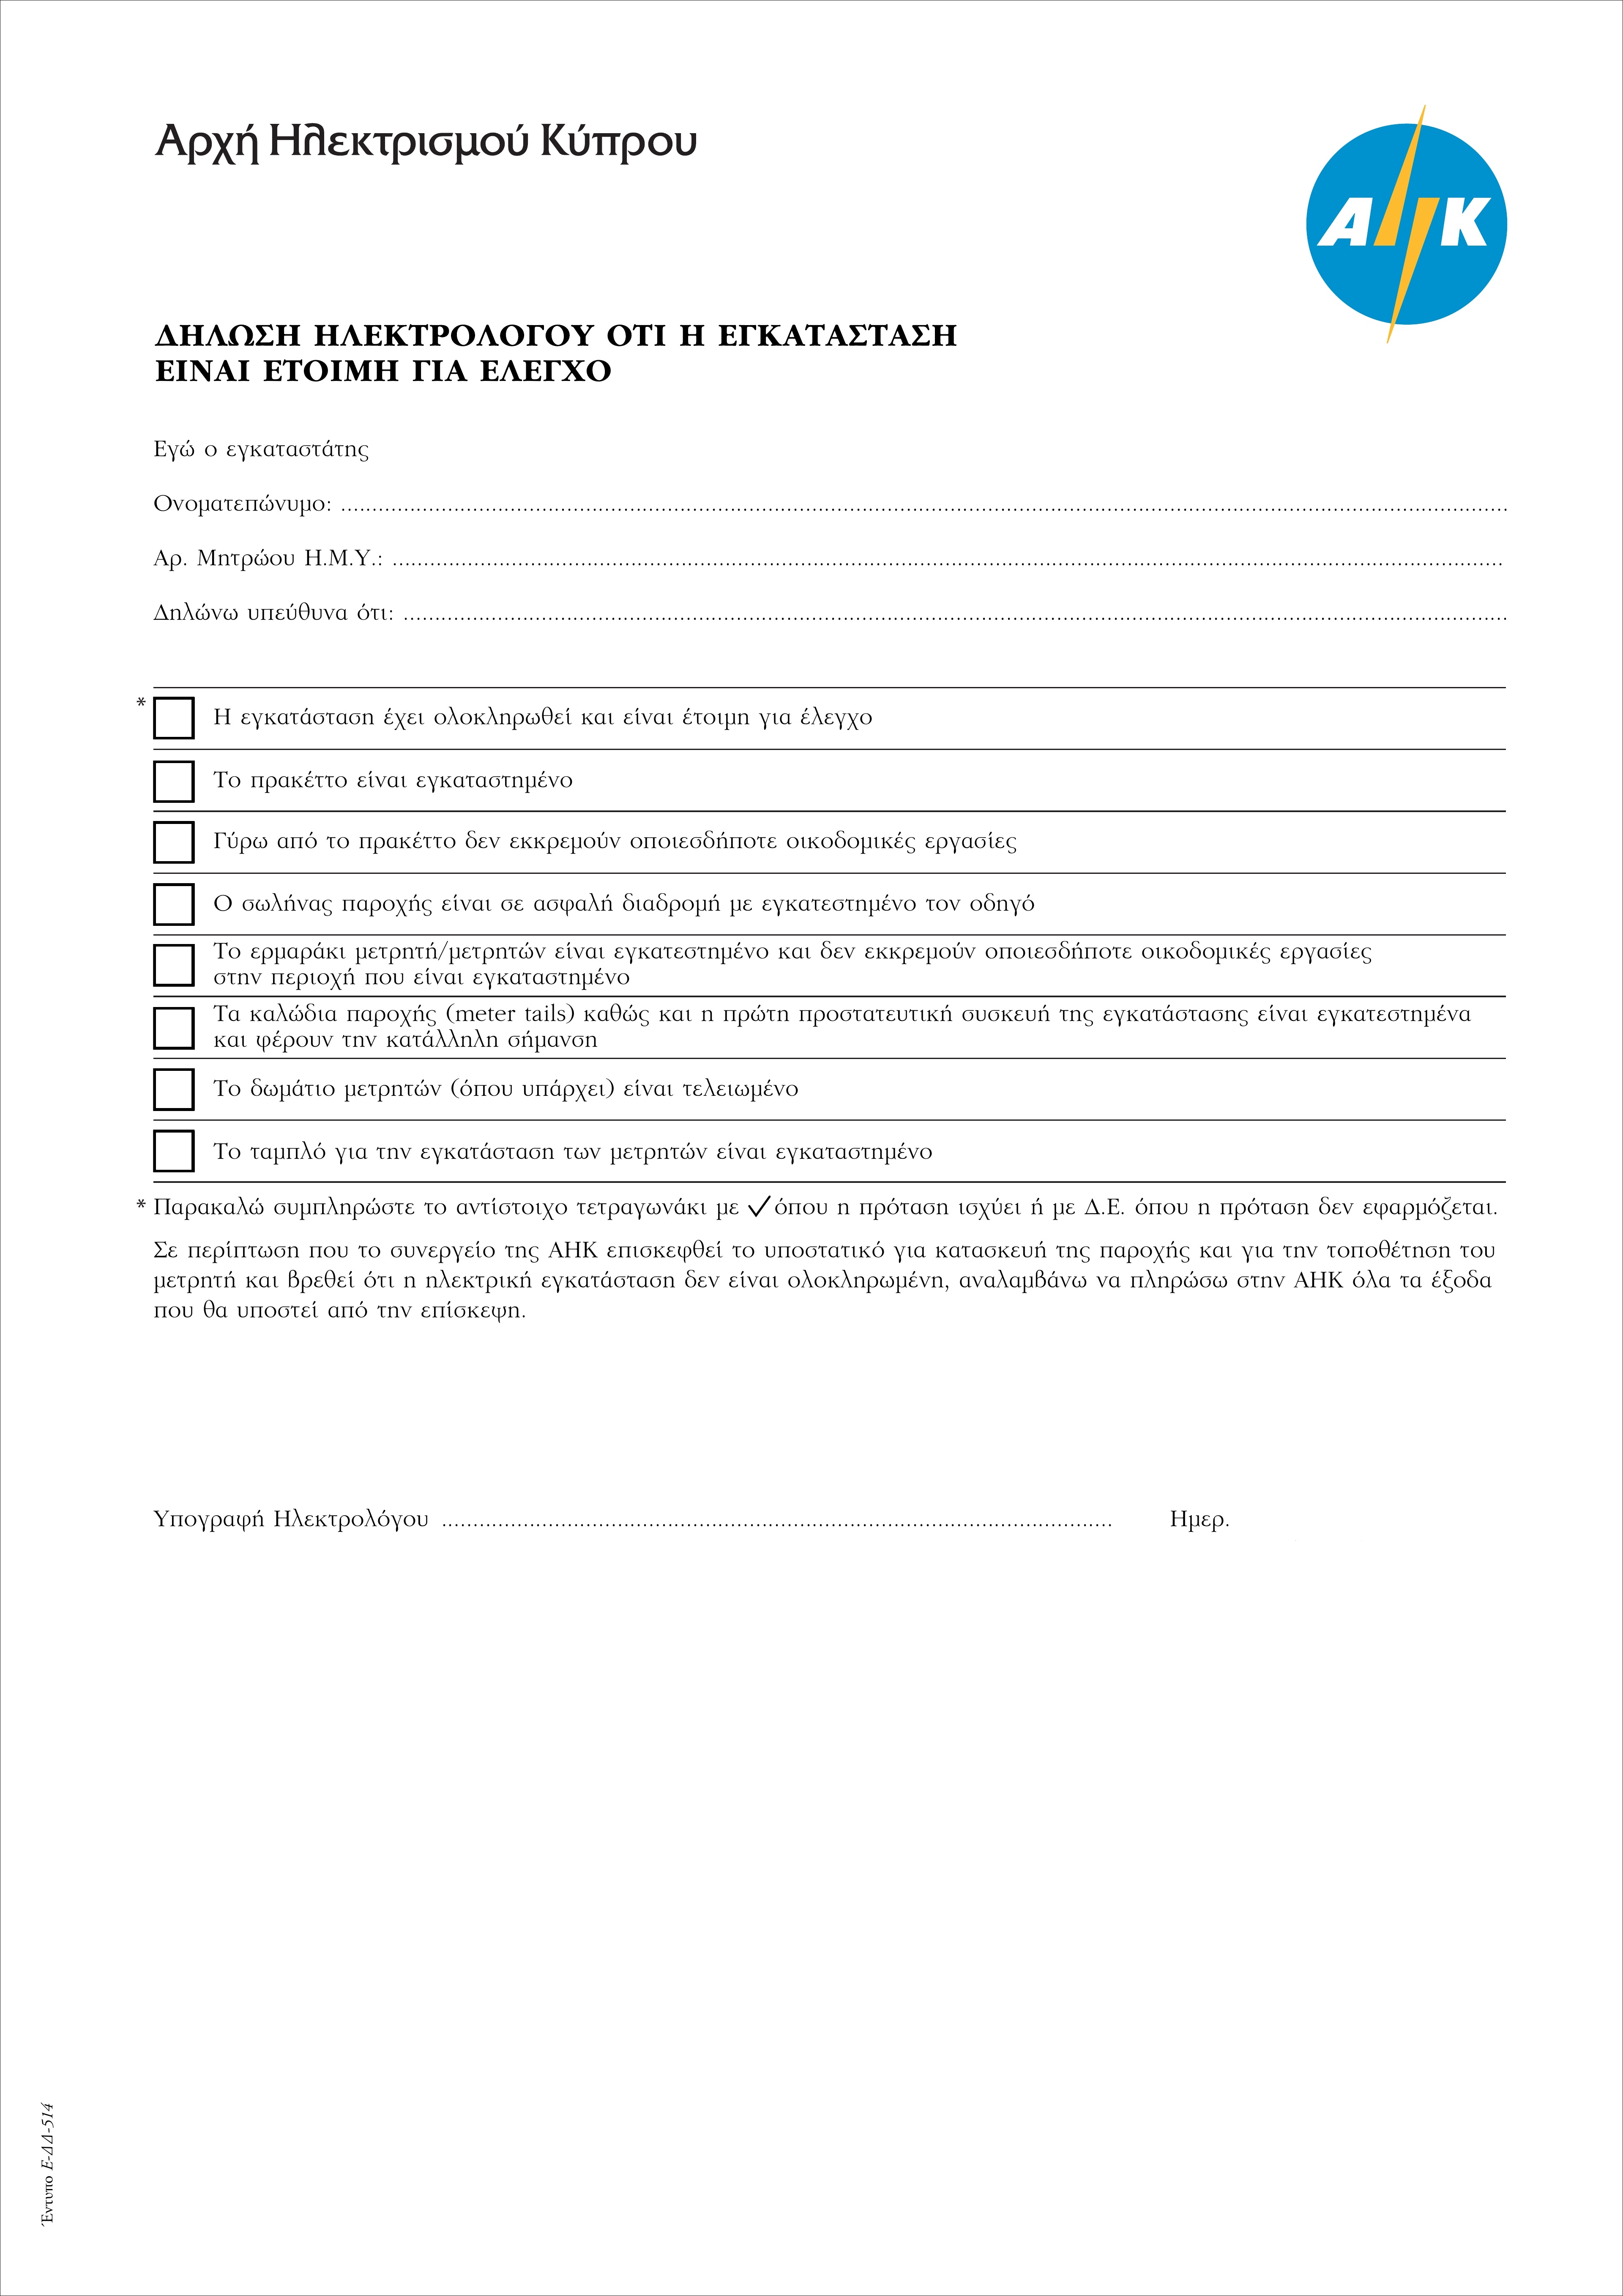 Αρχή Ηλεκτρισμού Κύπρου
ΑΗΚ
ΔΗΛΩΣΗ ΗΛΕΚΤΡΟΛΟΓΟΥ ΟΤΙ Η ΕΓΚΑΤΑΣΤΑΣΗ
ΕΙΝΑΙ ΕΤΟΙΜΗ ΓΙΑ ΕΛΕΓΧΟ
Εγώ ο εγκαταστάτης
Ονοματεπώνυμο: ..........
Αρ. Μητρώου Η.Μ.Υ.: ..........
Δηλώνω υπεύθυνα ότι: ..........
* Η εγκατάσταση έχει ολοκληρωθεί και είναι έτοιμη για έλεγχο
Το πρακέττο είναι εγκαταστημένο
Γύρω από το πρακέττο δεν εκκρεμούν οποιεσδήποτε οικοδομικές εργασίες
Ο σωλήνας παροχής είναι σε ασφαλή διαδρομή με εγκατεστημένο τον οδηγό
Το ερμαράκι μετρητή/μετρητών είναι εγκατεστημένο και δεν εκκρεμούν οποιεσδήποτε οικοδομικές εργασίες
στην περιοχή που είναι εγκαταστημένο
Τα καλώδια παροχής (meter tails) καθώς και η πρώτη προστατευτική συσκευή της εγκατάστασης είναι εγκατεστημένα
και φέρουν την κατάλληλη σήμανση
Το δωμάτιο μετρητών (όπου υπάρχει) είναι τελειωμένο
Το ταμπλό για την εγκατάσταση των μετρητών είναι εγκαταστημένο
* Παρακαλώ συμπληρώστε το αντίστοιχο τετραγωνάκι με ✓ όπου η πρόταση ισχύει ή με Δ.Ε. όπου η πρόταση δεν εφαρμόζεται.
Σε περίπτωση που το συνεργείο της ΑΗΚ επισκεφθεί το υποστατικό για κατασκευή της παροχής και για την τοποθέτηση του
μετρητή και βρεθεί ότι η ηλεκτρική εγκατάσταση δεν είναι ολοκληρωμένη, αναλαμβάνω να πληρώσω στην ΑΗΚ όλα τα έξοδα
που θα υποστεί από την επίσκεψη.
Υπογραφή Ηλεκτρολόγου .......... Ημερ.
Έντυπο Ε-ΔΔ-514